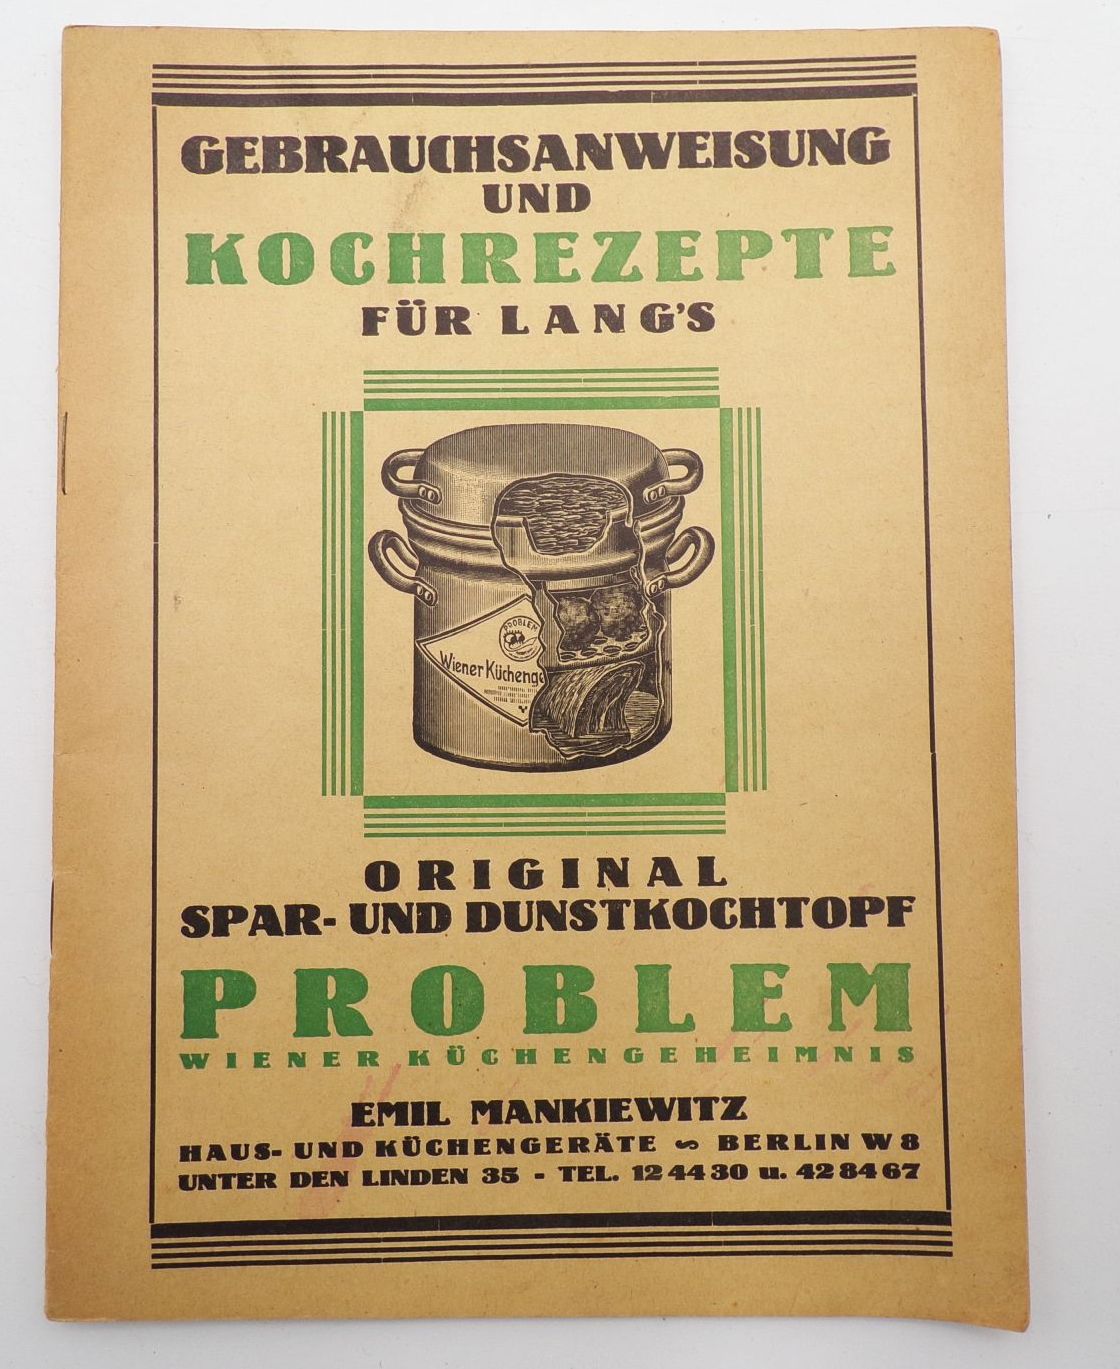 GEBRAUCHSANWEISUNG
UND
KOCHREZEPTE
FÜR LANG'S
PROBLEM
Wiener Küchenge
ORIGINAL
SPAR- UND DUNSTKOCHTOPF
PROBLEM
WIENER KÜCHENGEHEIMNIS
EMIL MANKIEWITZ
HAUS- UND KÜCHENGERÄTE ~ BERLIN W 8
UNTER DEN LINDEN 35 - TEL. 12 44 30 u. 42 84 67